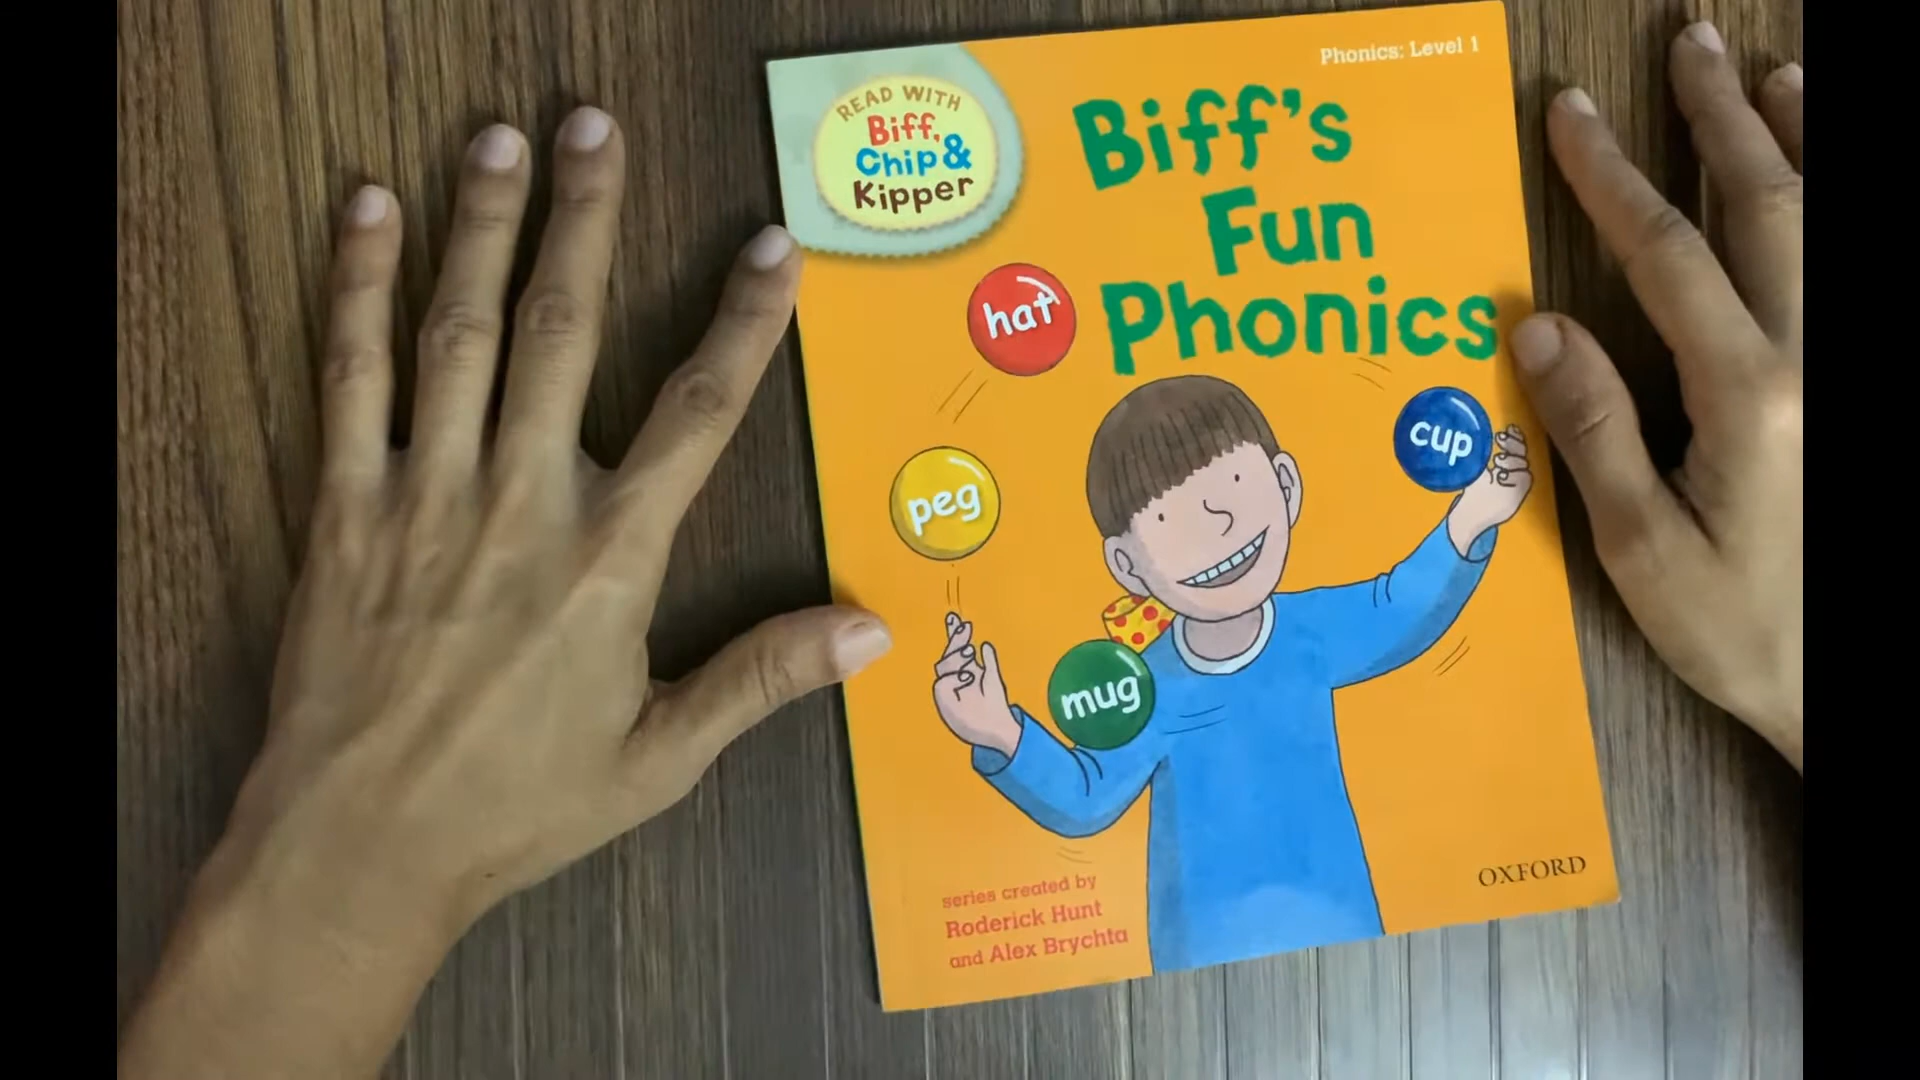 Phonics: Level 1
READ WITH
Biff,
Chip &
Kipper
Biff's
Fun
Phonics
hat
cup
peg
mug
series created by
Roderick Hunt
and Alex Brychta
OXFORD